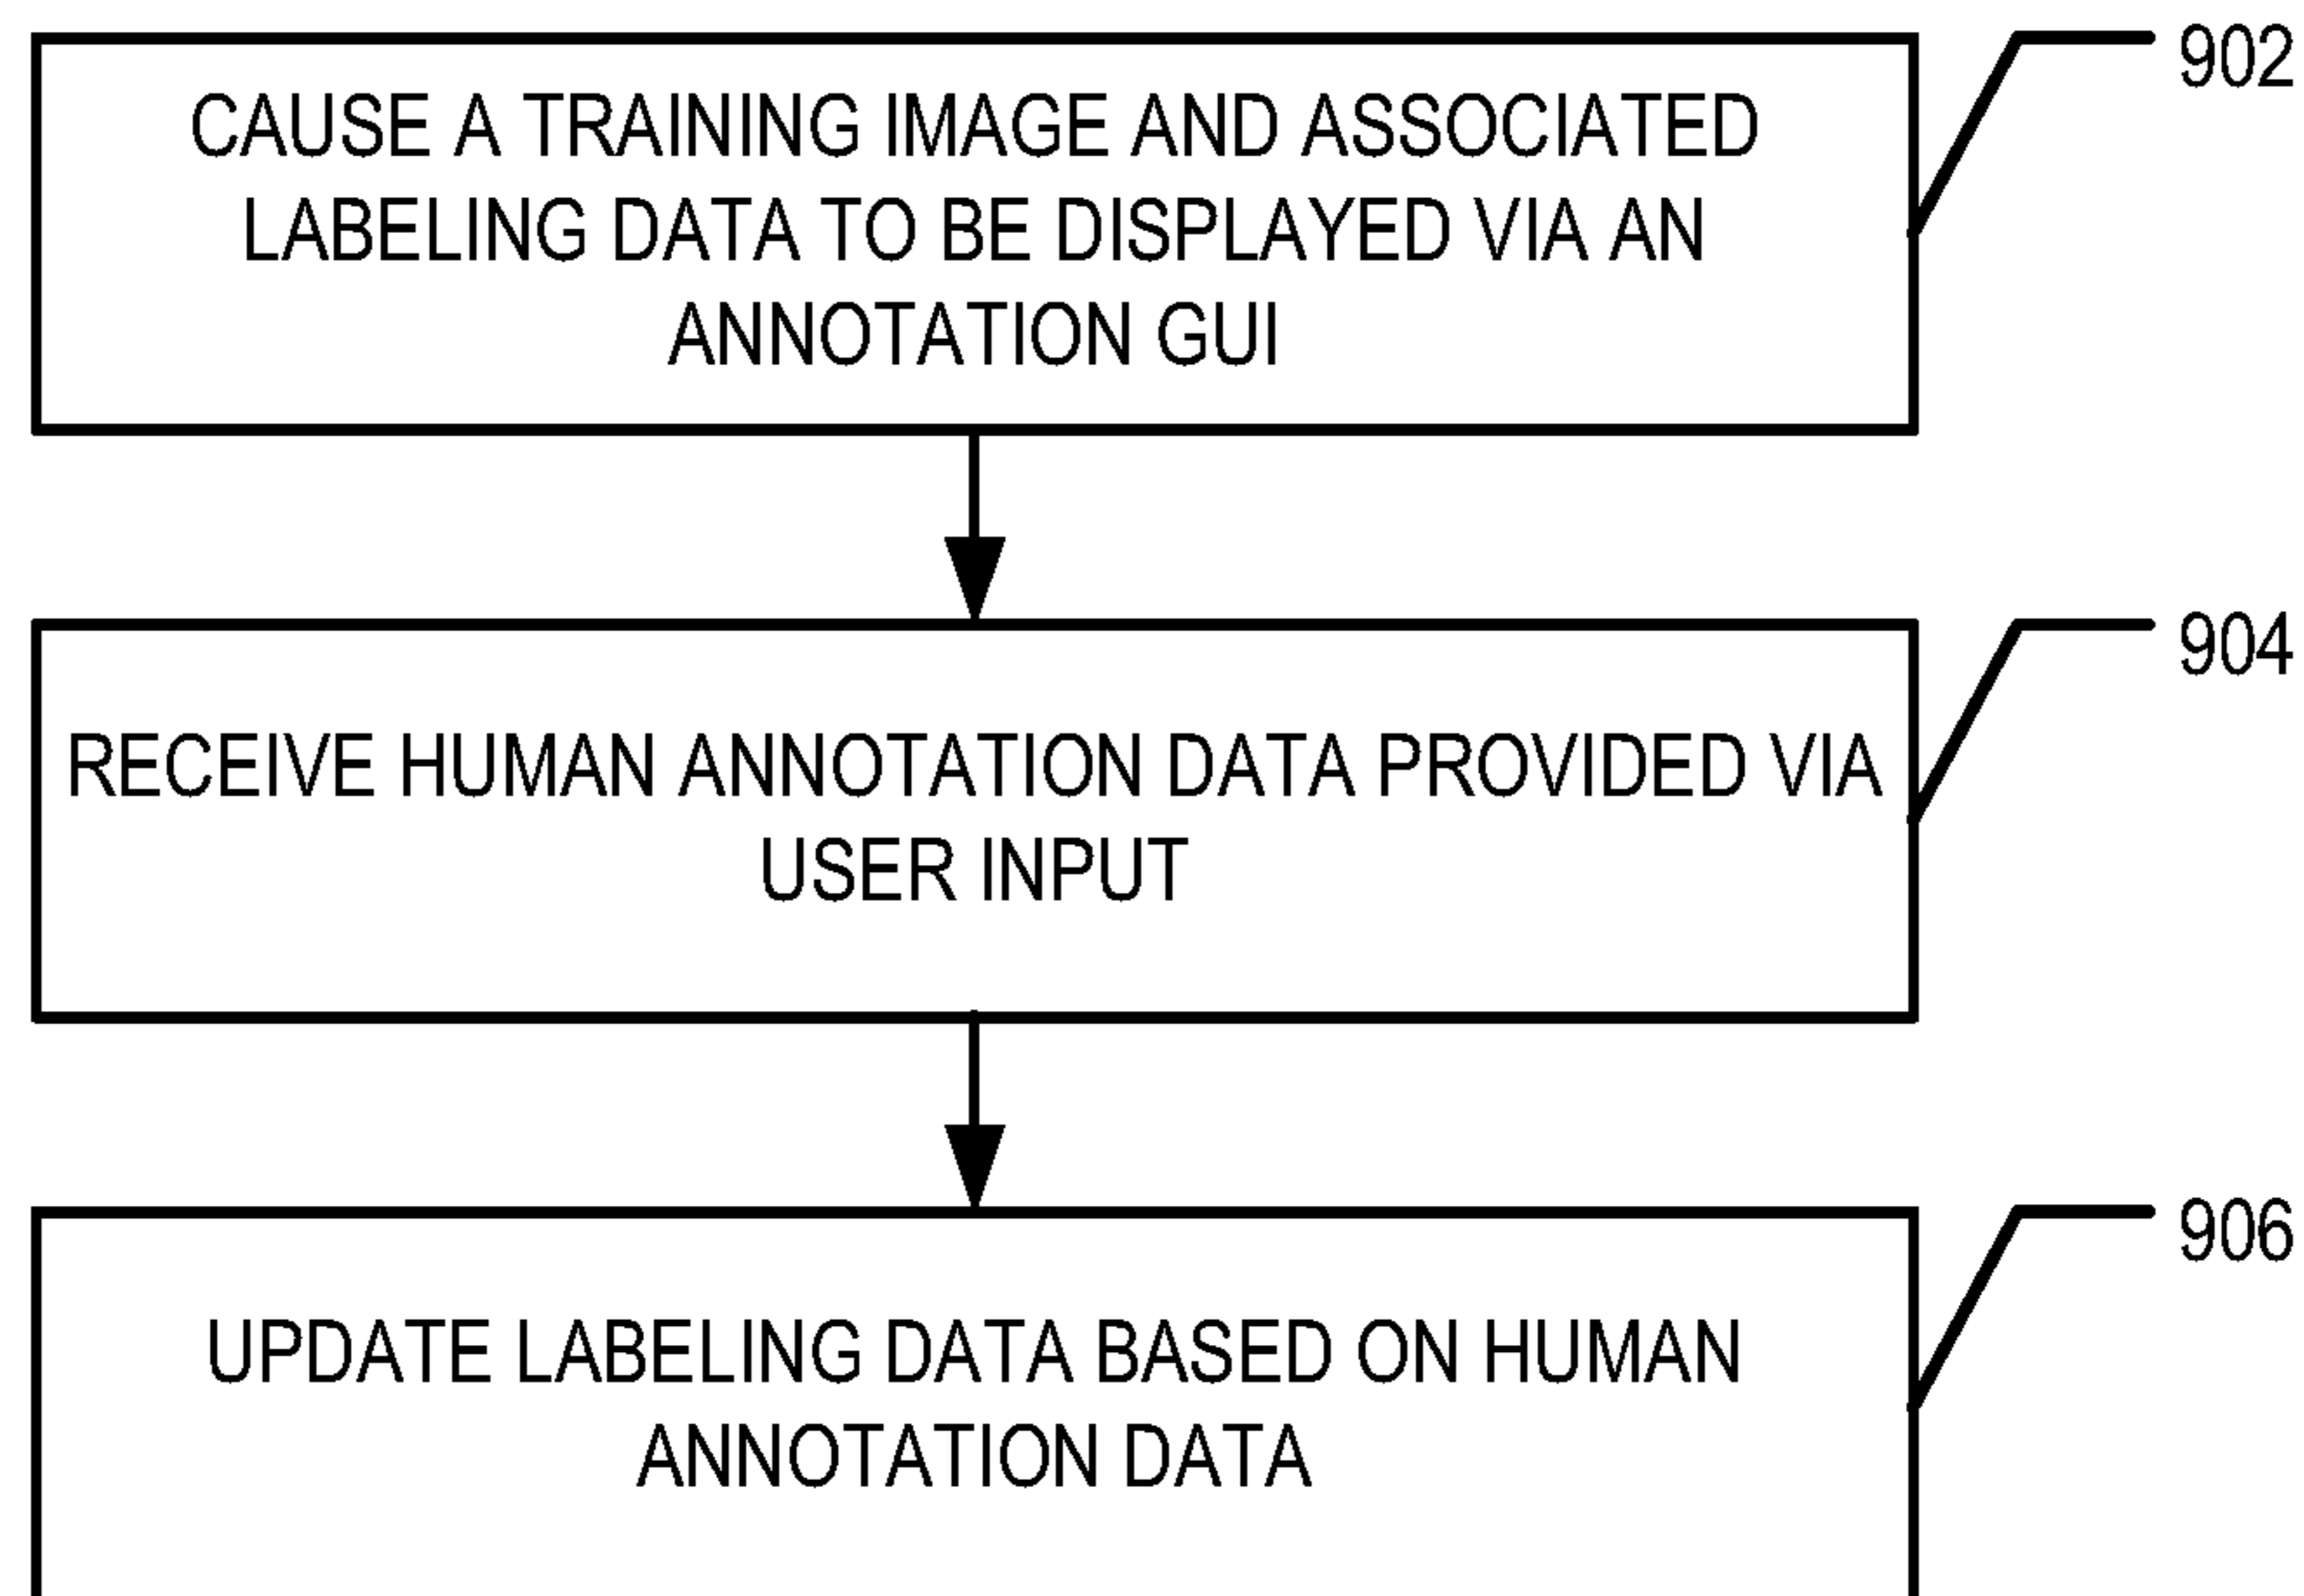 902
CAUSE A TRAINING IMAGE AND ASSOCIATED
LABELING DATA TO BE DISPLAYED VIA AN
ANNOTATION GUI
904
RECEIVE HUMAN ANNOTATION DATA PROVIDED VIA
USER INPUT
906
UPDATE LABELING DATA BASED ON HUMAN
ANNOTATION DATA